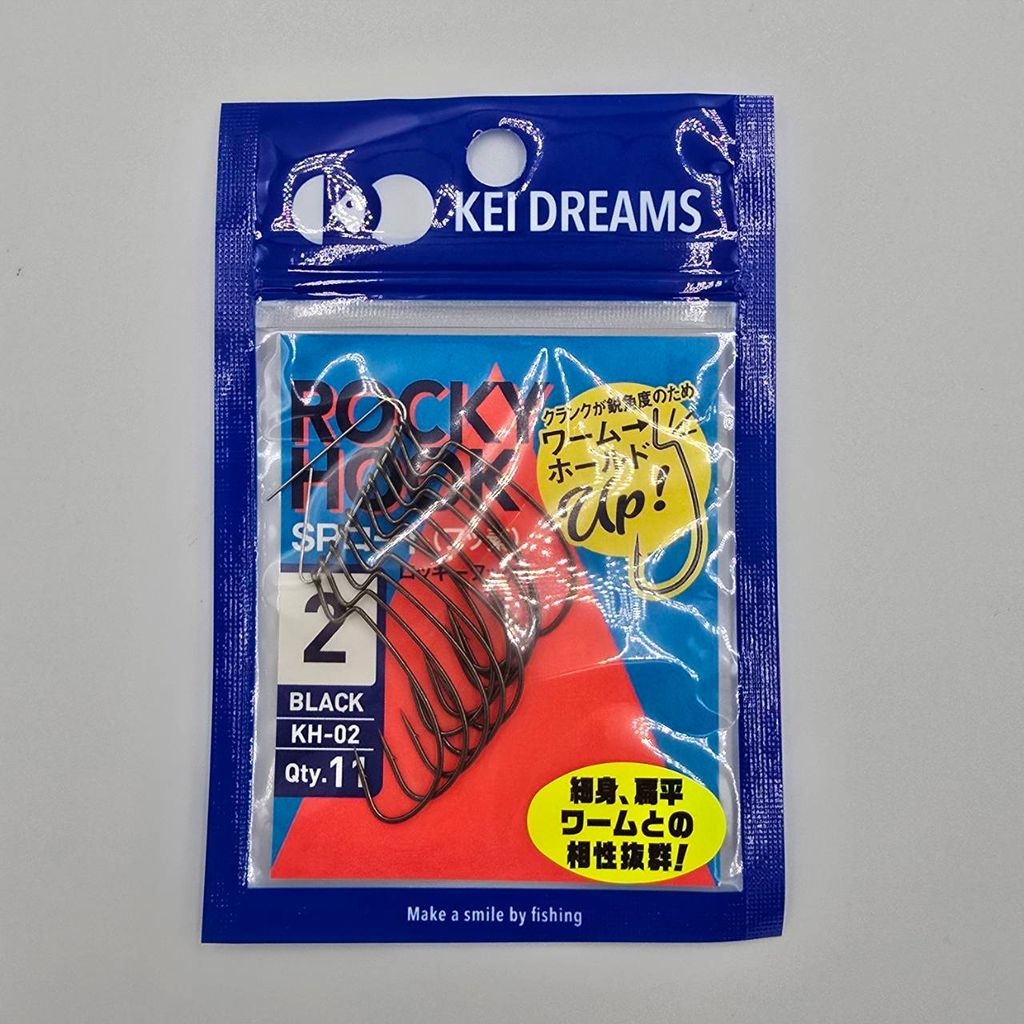 KEI DREAMS
ROCKY
HOOK
クランクが鋭角度のため
ワーム→
ホールド
up!
2
BLACK
KH-02
Qty.11
細身、扁平
ワームとの
相性抜群!
Make a smile by fishing